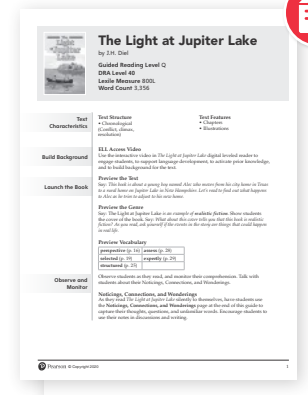 The Light
at Jupiter
Lake
The Light at Jupiter Lake
by J.H. Diel
Guided Reading Level Q
DRA Level 40
Lexile Measure 800L
Word Count 3,356
Text
Characteristics
Text Structure
• Chronological
(Conflict, climax,
resolution)
Text Features
• Chapters
• Illustrations
Build Background
ELL Access Video
Use the interactive video in The Light at Jupiter Lake digital leveled reader to
engage students, to support language development, to activate prior knowledge,
and to build background for the text.
Launch the Book
Preview the Text
Say: This book is about a young boy named Alex who moves from his city home in Texas
to a rural home on Jupiter Lake in New Hampshire. Let's read to find out what happens
to Alex as he tries to adjust to his new home.
Preview the Genre
Say: The Light at Jupiter Lake is an example of realistic fiction. Show students
the cover of the book. Say: What about this cover tells you that this book is realistic
fiction? As you read, ask yourself if the events in the story are things that could happen
in real life.
Preview Vocabulary
perspective (p. 16) unseen (p. 28)
selected (p. 19) expertly (p. 29)
structured (p. 25)
Observe and
Monitor
Observe students as they read, and monitor their comprehension. Talk with
students about their Noticings, Connections, and Wonderings.
Noticings, Connections, and Wonderings
As they read The Light at Jupiter Lake silently to themselves, have students use
the Noticings, Connections, and Wonderings page at the end of this guide to
capture their thoughts, questions, and unfamiliar words. Encourage students to
use their notes in discussions and writing.
Pearson © Copyright 2020
1